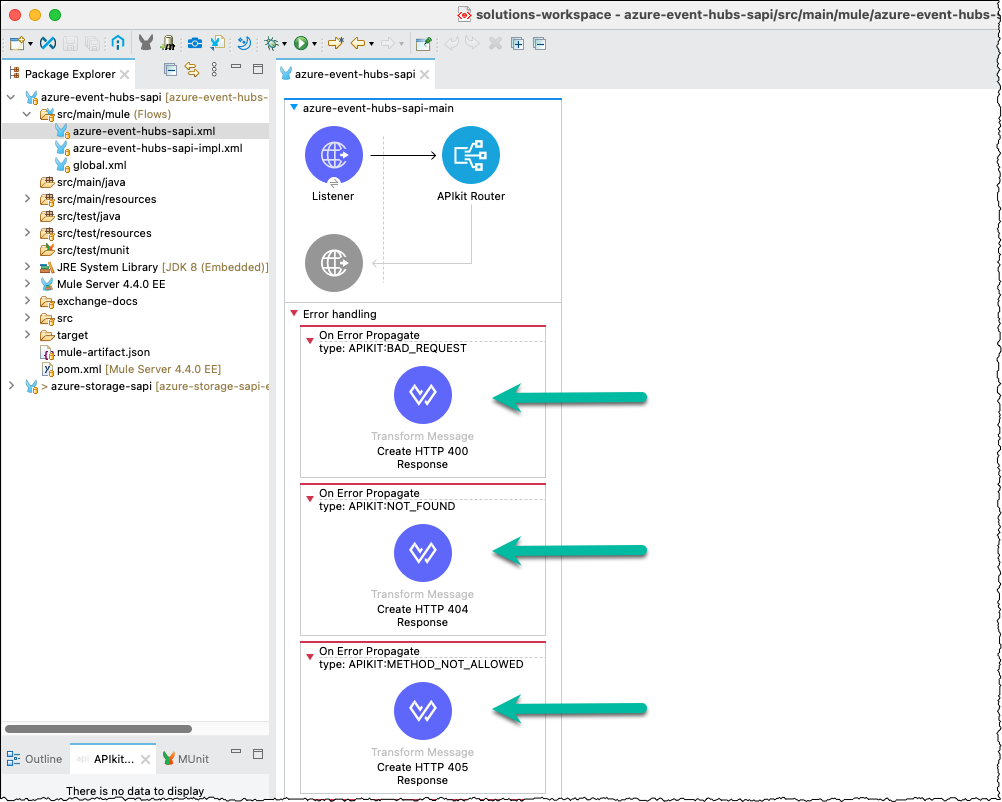 solutions-workspace - azure-event-hubs-sapi/src/main/mule/azure-event-hubs-
Package Explorer
azure-event-hubs-sapi [azure-event-hubs-
src/main/mule (Flows)
azure-event-hubs-sapi.xml
azure-event-hubs-sapi-impl.xml
global.xml
src/main/java
src/main/resources
src/test/java
src/test/resources
src/test/munit
JRE System Library [JDK 8 (Embedded)]
Mule Server 4.4.0 EE
exchange-docs
src
target
mule-artifact.json
pom.xml [Mule Server 4.4.0 EE]
> azure-storage-sapi [azure-storage-sapi-e
Outline
api APIkit...
MUnit
There is no data to display
azure-event-hubs-sapi
azure-event-hubs-sapi-main
Listener
APIkit Router
Error handling
On Error Propagate
type: APIKIT:BAD_REQUEST
Transform Message
Create HTTP 400
Response
On Error Propagate
type: APIKIT:NOT_FOUND
Transform Message
Create HTTP 404
Response
On Error Propagate
type: APIKIT:METHOD_NOT_ALLOWED
Transform Message
Create HTTP 405
Response